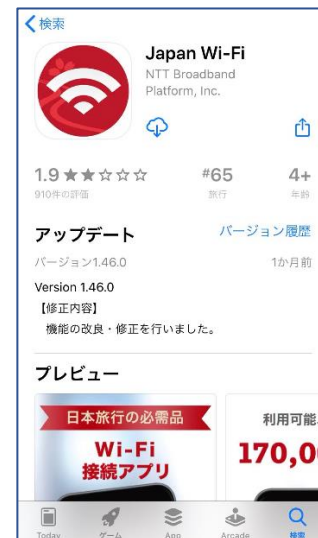 検索
Japan Wi-Fi
NTT Broadband
Platform, Inc.
1.9 #65 4+
910件の評価 旅行 年齢
アップデート バージョン履歴
バージョン1.46.0 1か月前
Version 1.46.0
【修正内容】
機能の改良・修正を行いました。
プレビュー
日本旅行の必需品 利用可能
Wi-Fi 170,0
接続アプリ
Today ゲーム App Arcade 検索